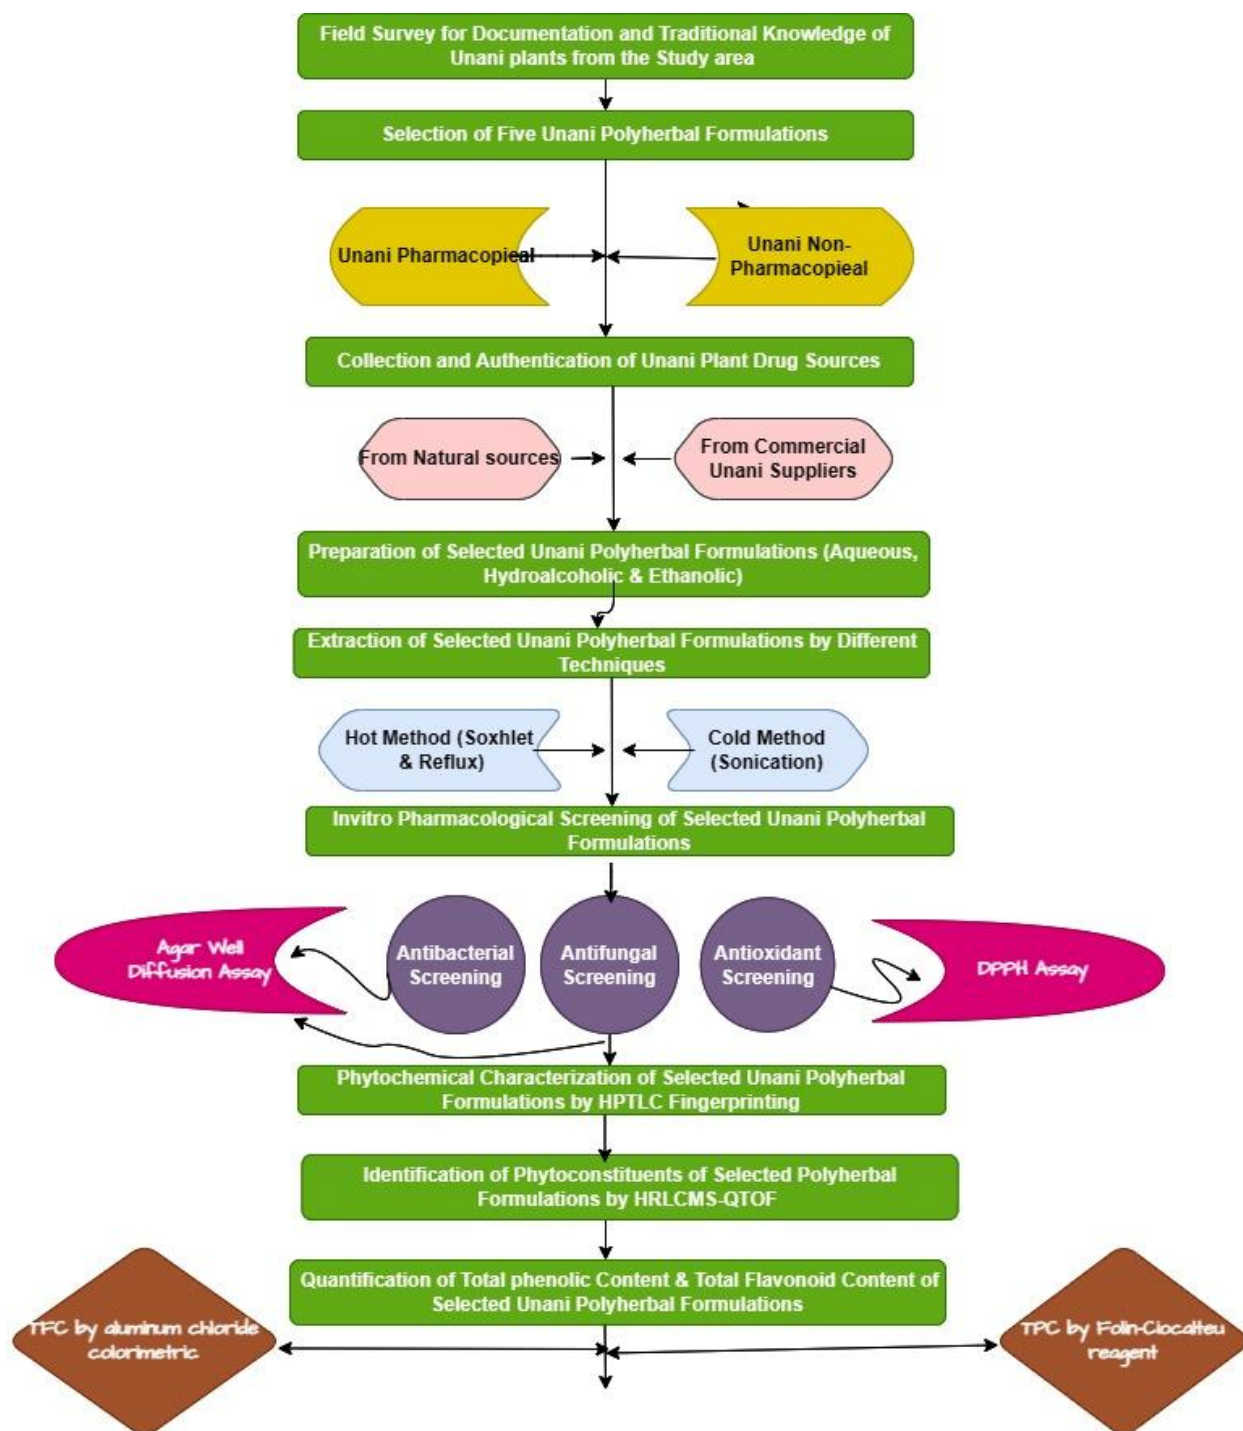 Field Survey for Documentation and Traditional Knowledge of
Unani plants from the Study area
Selection of Five Unani Polyherbal Formulations
Unani Pharmacopieal
Unani Non-
Pharmacopieal
Collection and Authentication of Unani Plant Drug Sources
From Natural sources
From Commercial
Unani Suppliers
Preparation of Selected Unani Polyherbal Formulations (Aqueous,
Hydroalcoholic & Ethanolic)
Extraction of Selected Unani Polyherbal Formulations by Different
Techniques
Hot Method (Soxhlet
& Reflux)
Cold Method
(Sonication)
Invitro Pharmacological Screening of Selected Unani Polyherbal
Formulations
Agar Well
Diffusion Assay
Antibacterial
Screening
Antifungal
Screening
Antioxidant
Screening
DPPH Assay
Phytochemical Characterization of Selected Unani Polyherbal
Formulations by HPTLC Fingerprinting
Identification of Phytoconstituents of Selected Polyherbal
Formulations by HRLCMS-QTOF
Quantification of Total phenolic Content & Total Flavonoid Content of
Selected Unani Polyherbal Formulations
TFC by aluminum chloride
colorimetric
TPC by Folin-Ciocalteu
reagent